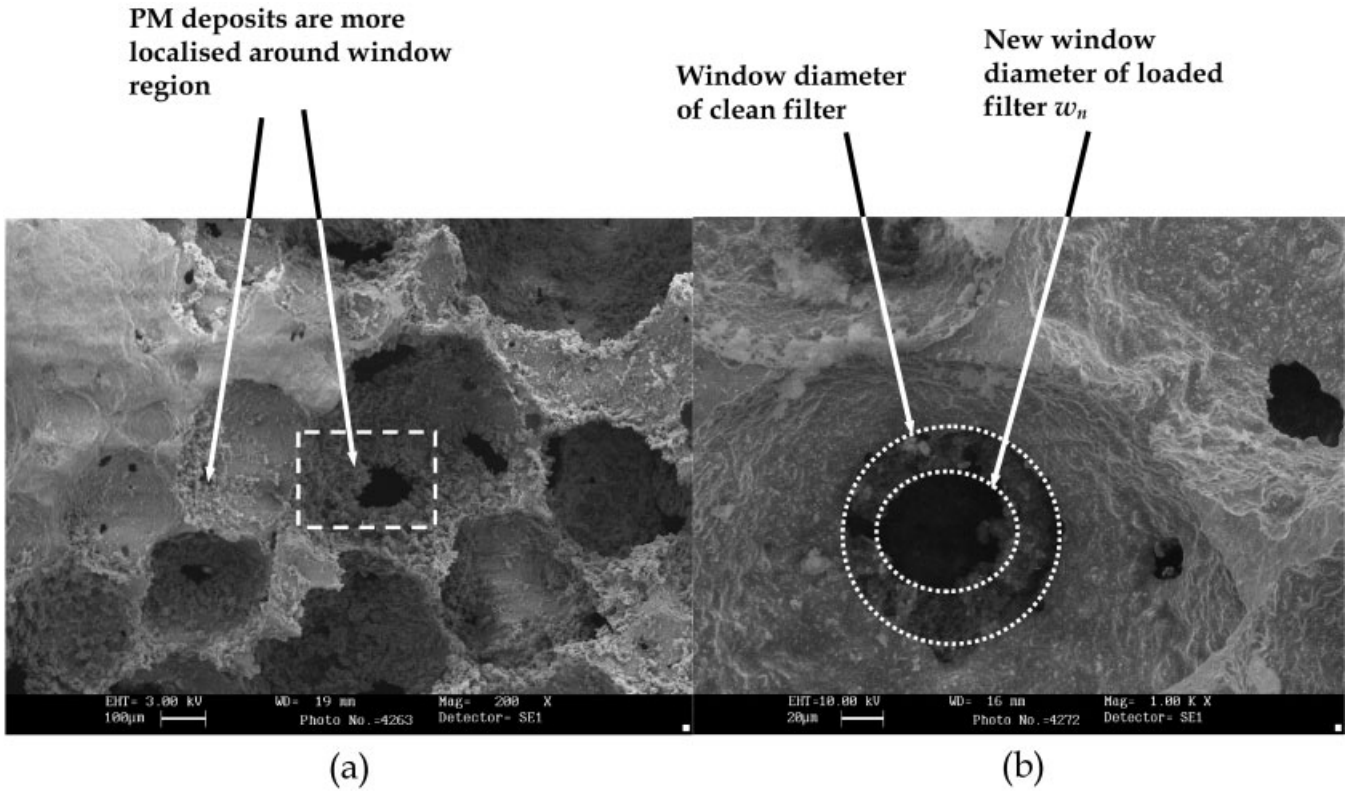 PM deposits are more
localised around window
region
Window diameter
of clean filter
New window
diameter of loaded
filter wn
EHT= 3.00 kV WD= 19 mm Mag= 200 X
100µm Photo No.=4263 Detector= SE1
EHT=10.00 kV WD= 16 mm Mag= 1.00 K X
20µm Photo No.=4272 Detector= SE1
(a)
(b)